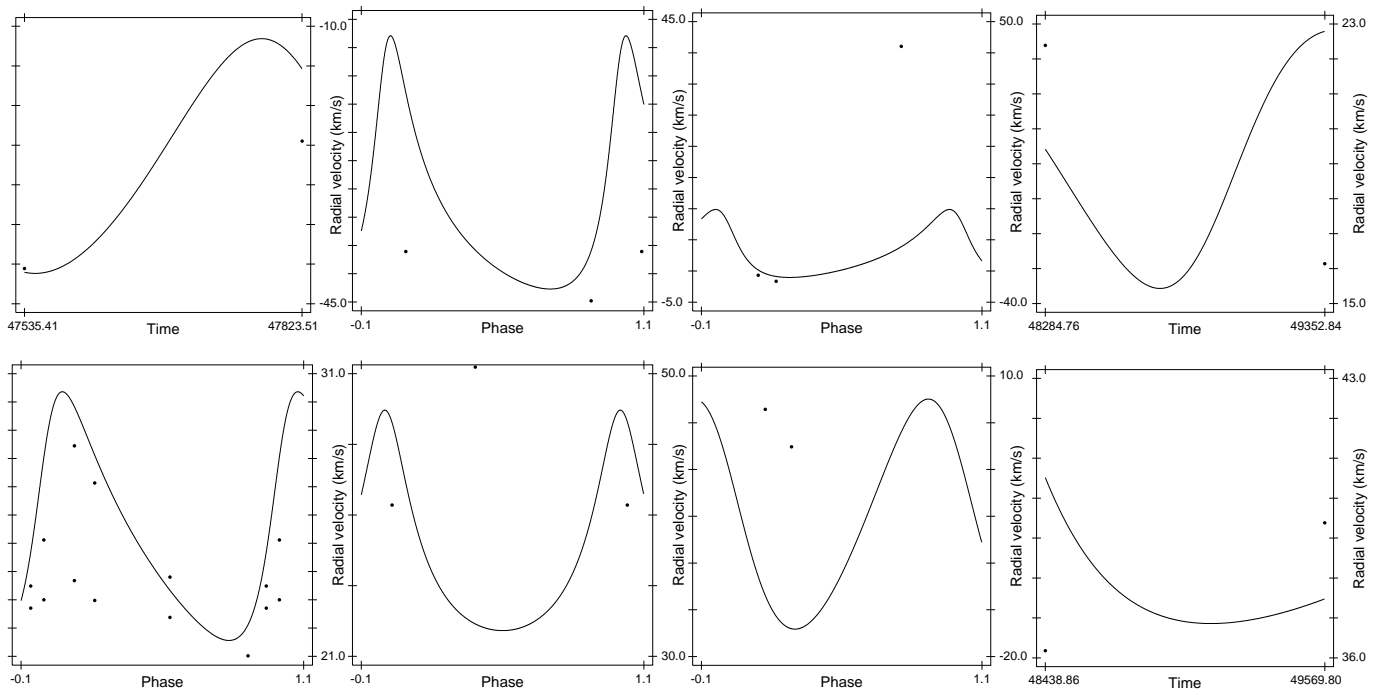 -10.0
-45.0
47535.41
Time
47823.51
Radial velocity (km/s)
45.0
-5.0
-0.1
Phase
1.1
Radial velocity (km/s)
50.0
-40.0
-0.1
Phase
1.1
Radial velocity (km/s)
23.0
15.0
48284.76
Time
49352.84
Radial velocity (km/s)
31.0
21.0
-0.1
Phase
1.1
Radial velocity (km/s)
50.0
30.0
-0.1
Phase
1.1
Radial velocity (km/s)
10.0
-20.0
-0.1
Phase
1.1
Radial velocity (km/s)
43.0
36.0
48438.86
Time
49569.80
Radial velocity (km/s)